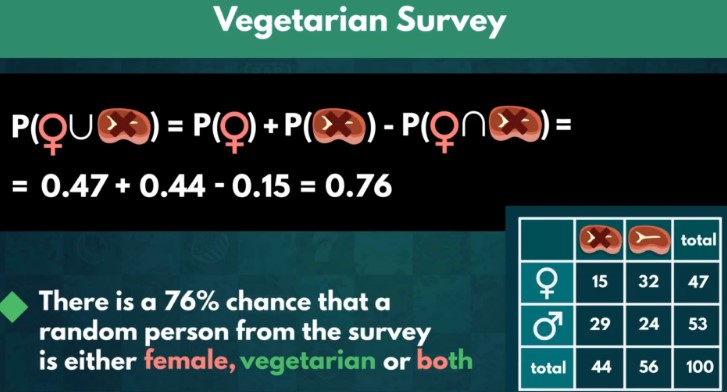 Vegetarian Survey
P(♀∪) = P(♀) + P() - P(♀∩) =
= 0.47 + 0.44 - 0.15 = 0.76
There is a 76% chance that a
random person from the survey
is either female, vegetarian or both
total
♀ 15 32 47
♂ 29 24 53
total 44 56 100